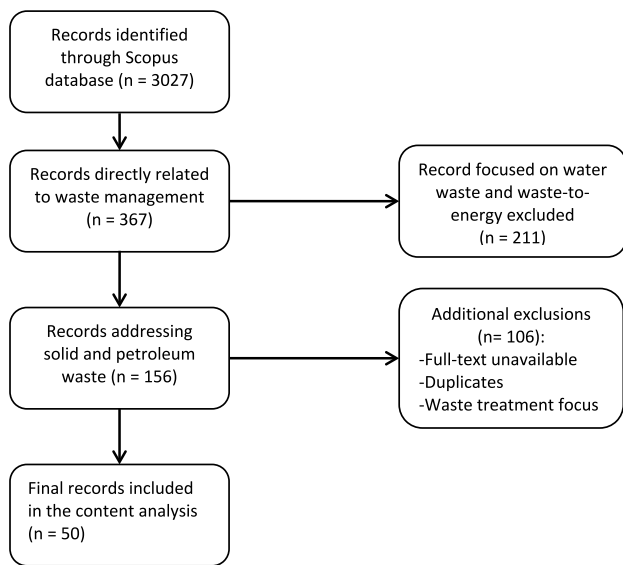 Records identified
through Scopus
database (n = 3027)
Records directly related
to waste management
(n = 367)
Record focused on water
waste and waste-to-
energy excluded
(n = 211)
Records addressing
solid and petroleum
waste (n = 156)
Additional exclusions
(n= 106):
-Full-text unavailable
-Duplicates
-Waste treatment focus
Final records included
in the content analysis
(n = 50)